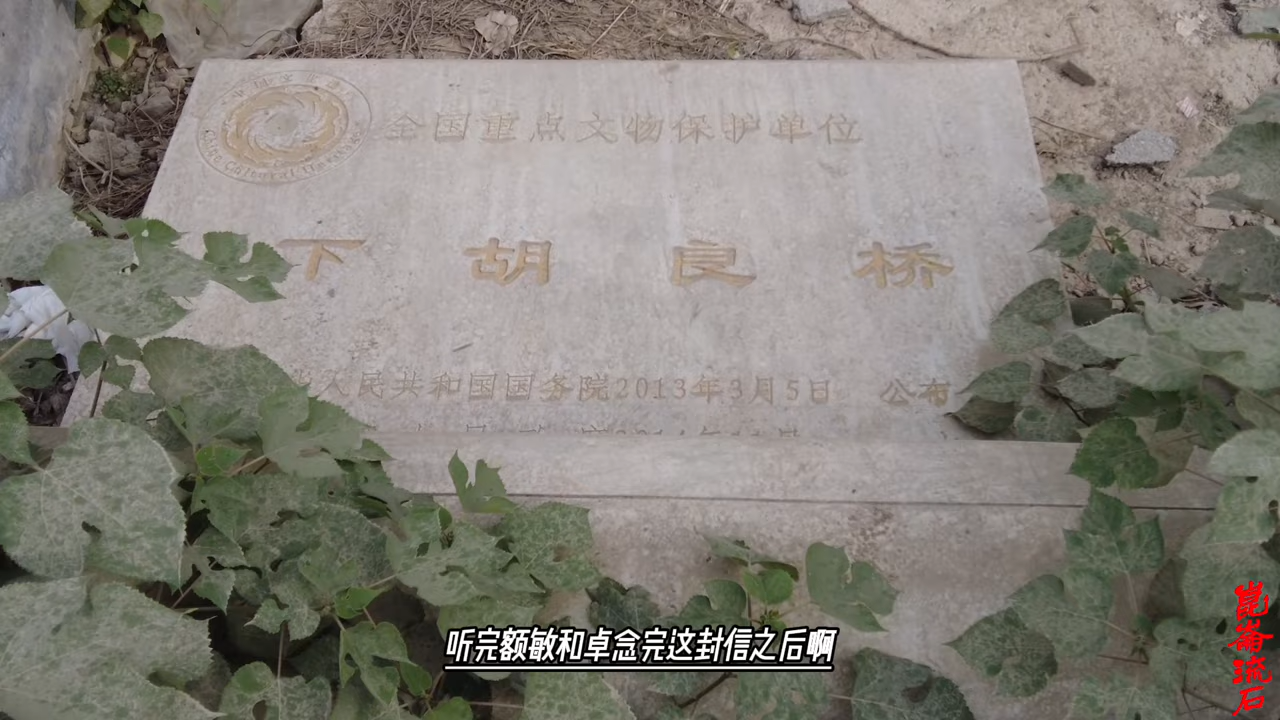 全国重点文物保护单位
下胡良桥
人民共和国国务院2013年3月5日 公布
听完额敏和卓念完这封信之后啊
崑崙流石